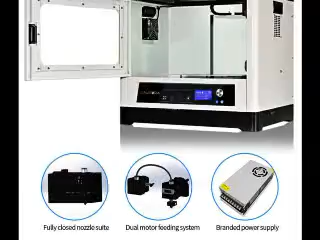 Fully closed nozzle suite
Dual motor feeding system
Branded power supply